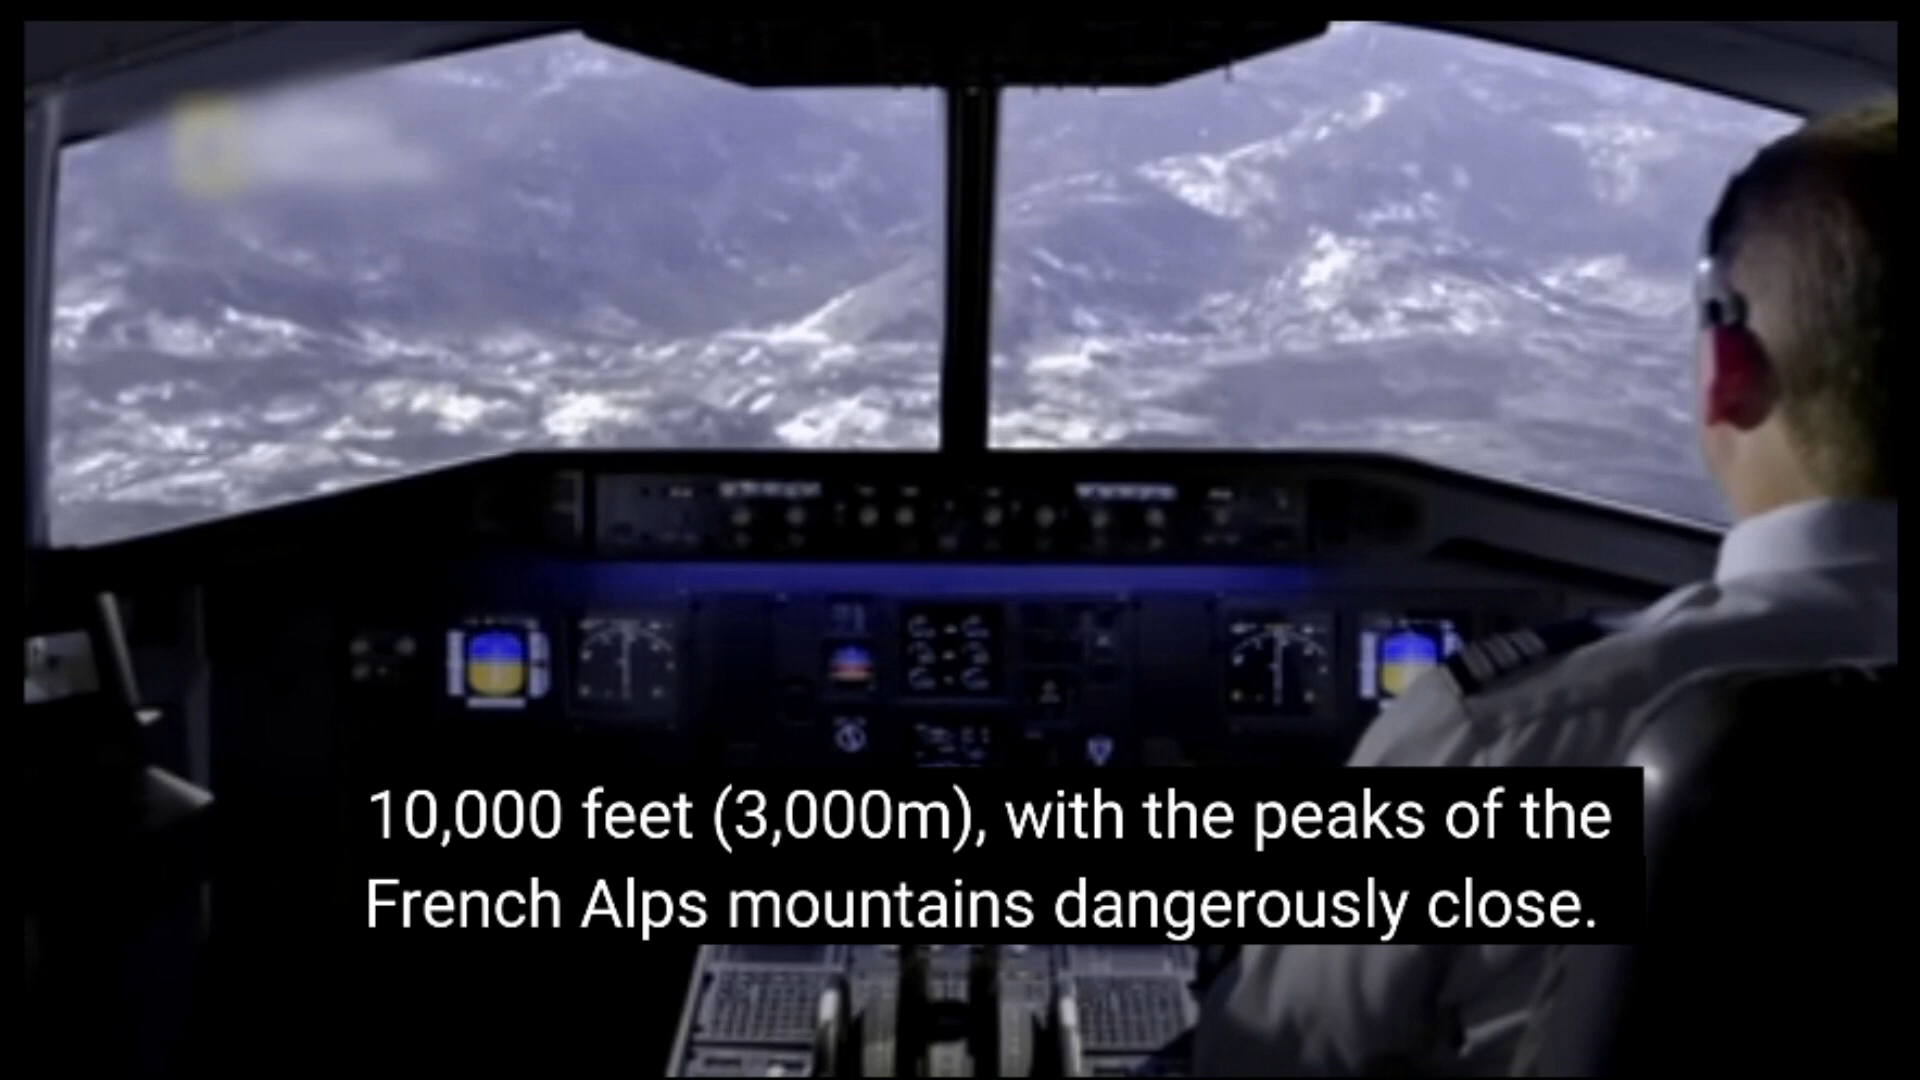 10,000 feet (3,000m), with the peaks of the
French Alps mountains dangerously close.